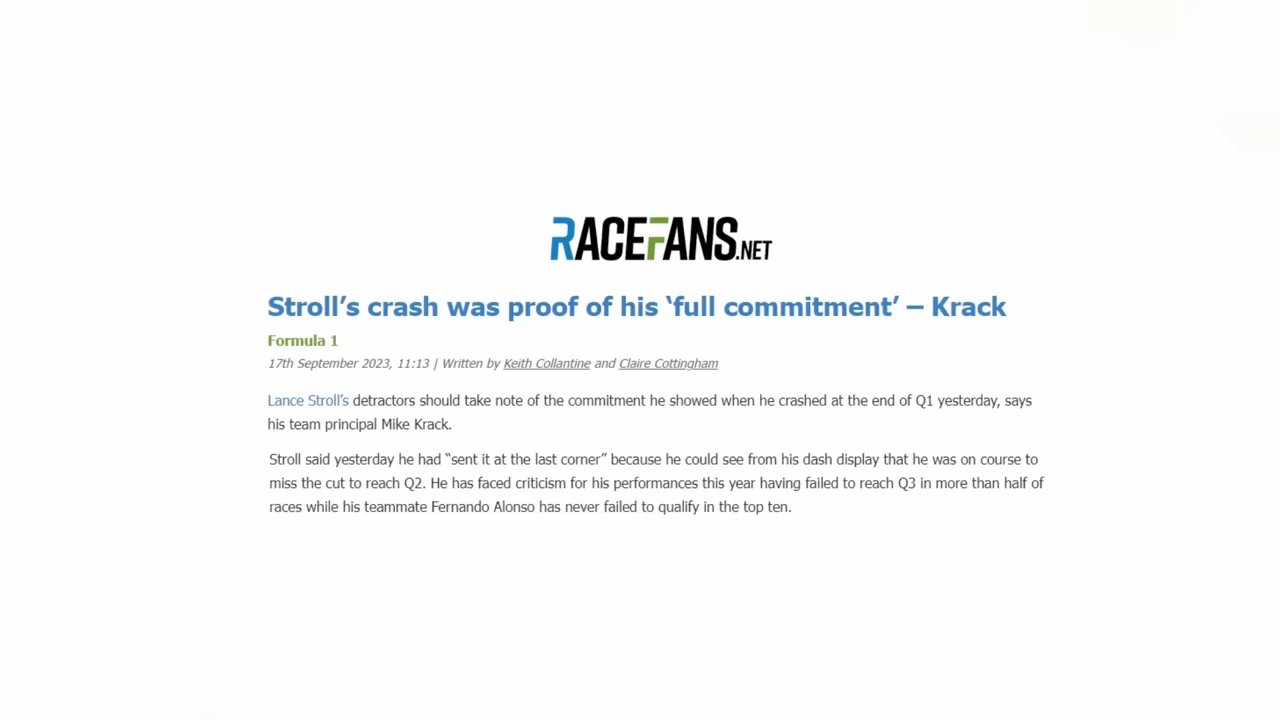 RACEFANS.NET
Stroll’s crash was proof of his ‘full commitment’ – Krack
Formula 1
17th September 2023, 11:13 | Written by Keith Collantine and Claire Cottingham
Lance Stroll’s detractors should take note of the commitment he showed when he crashed at the end of Q1 yesterday, says
his team principal Mike Krack.
Stroll said yesterday he had “sent it at the last corner” because he could see from his dash display that he was on course to
miss the cut to reach Q2. He has faced criticism for his performances this year having failed to reach Q3 in more than half of
races while his teammate Fernando Alonso has never failed to qualify in the top ten.